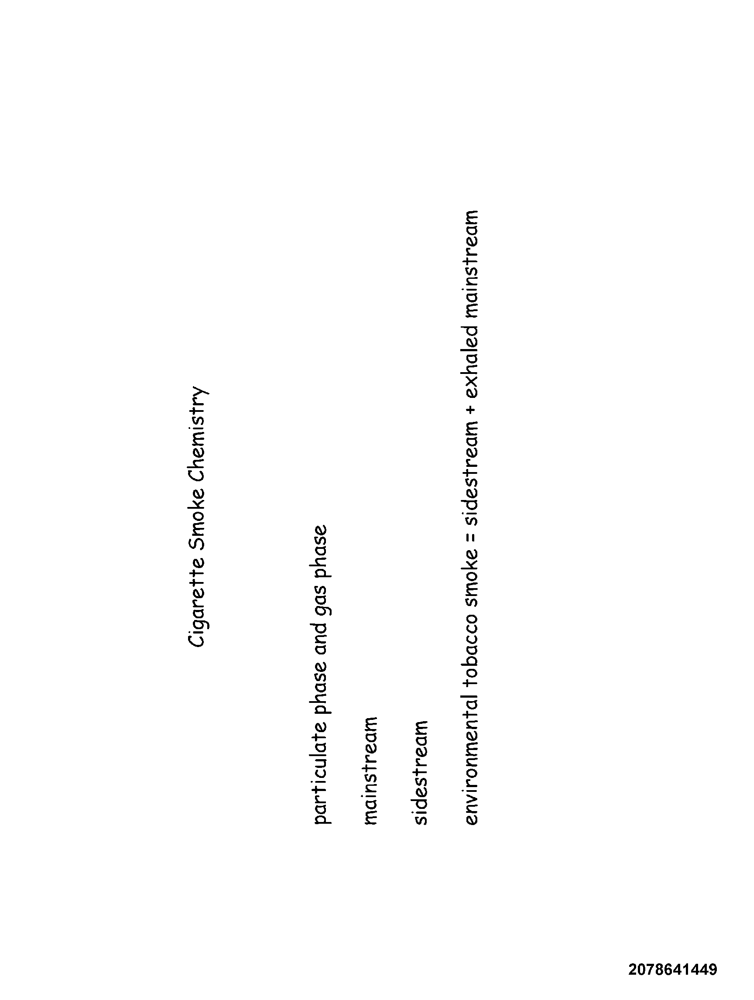 Cigarette Smoke Chemistry
particulate phase and gas phase
mainstream
sidestream
environmental tobacco smoke = sidestream + exhaled mainstream
2078641449